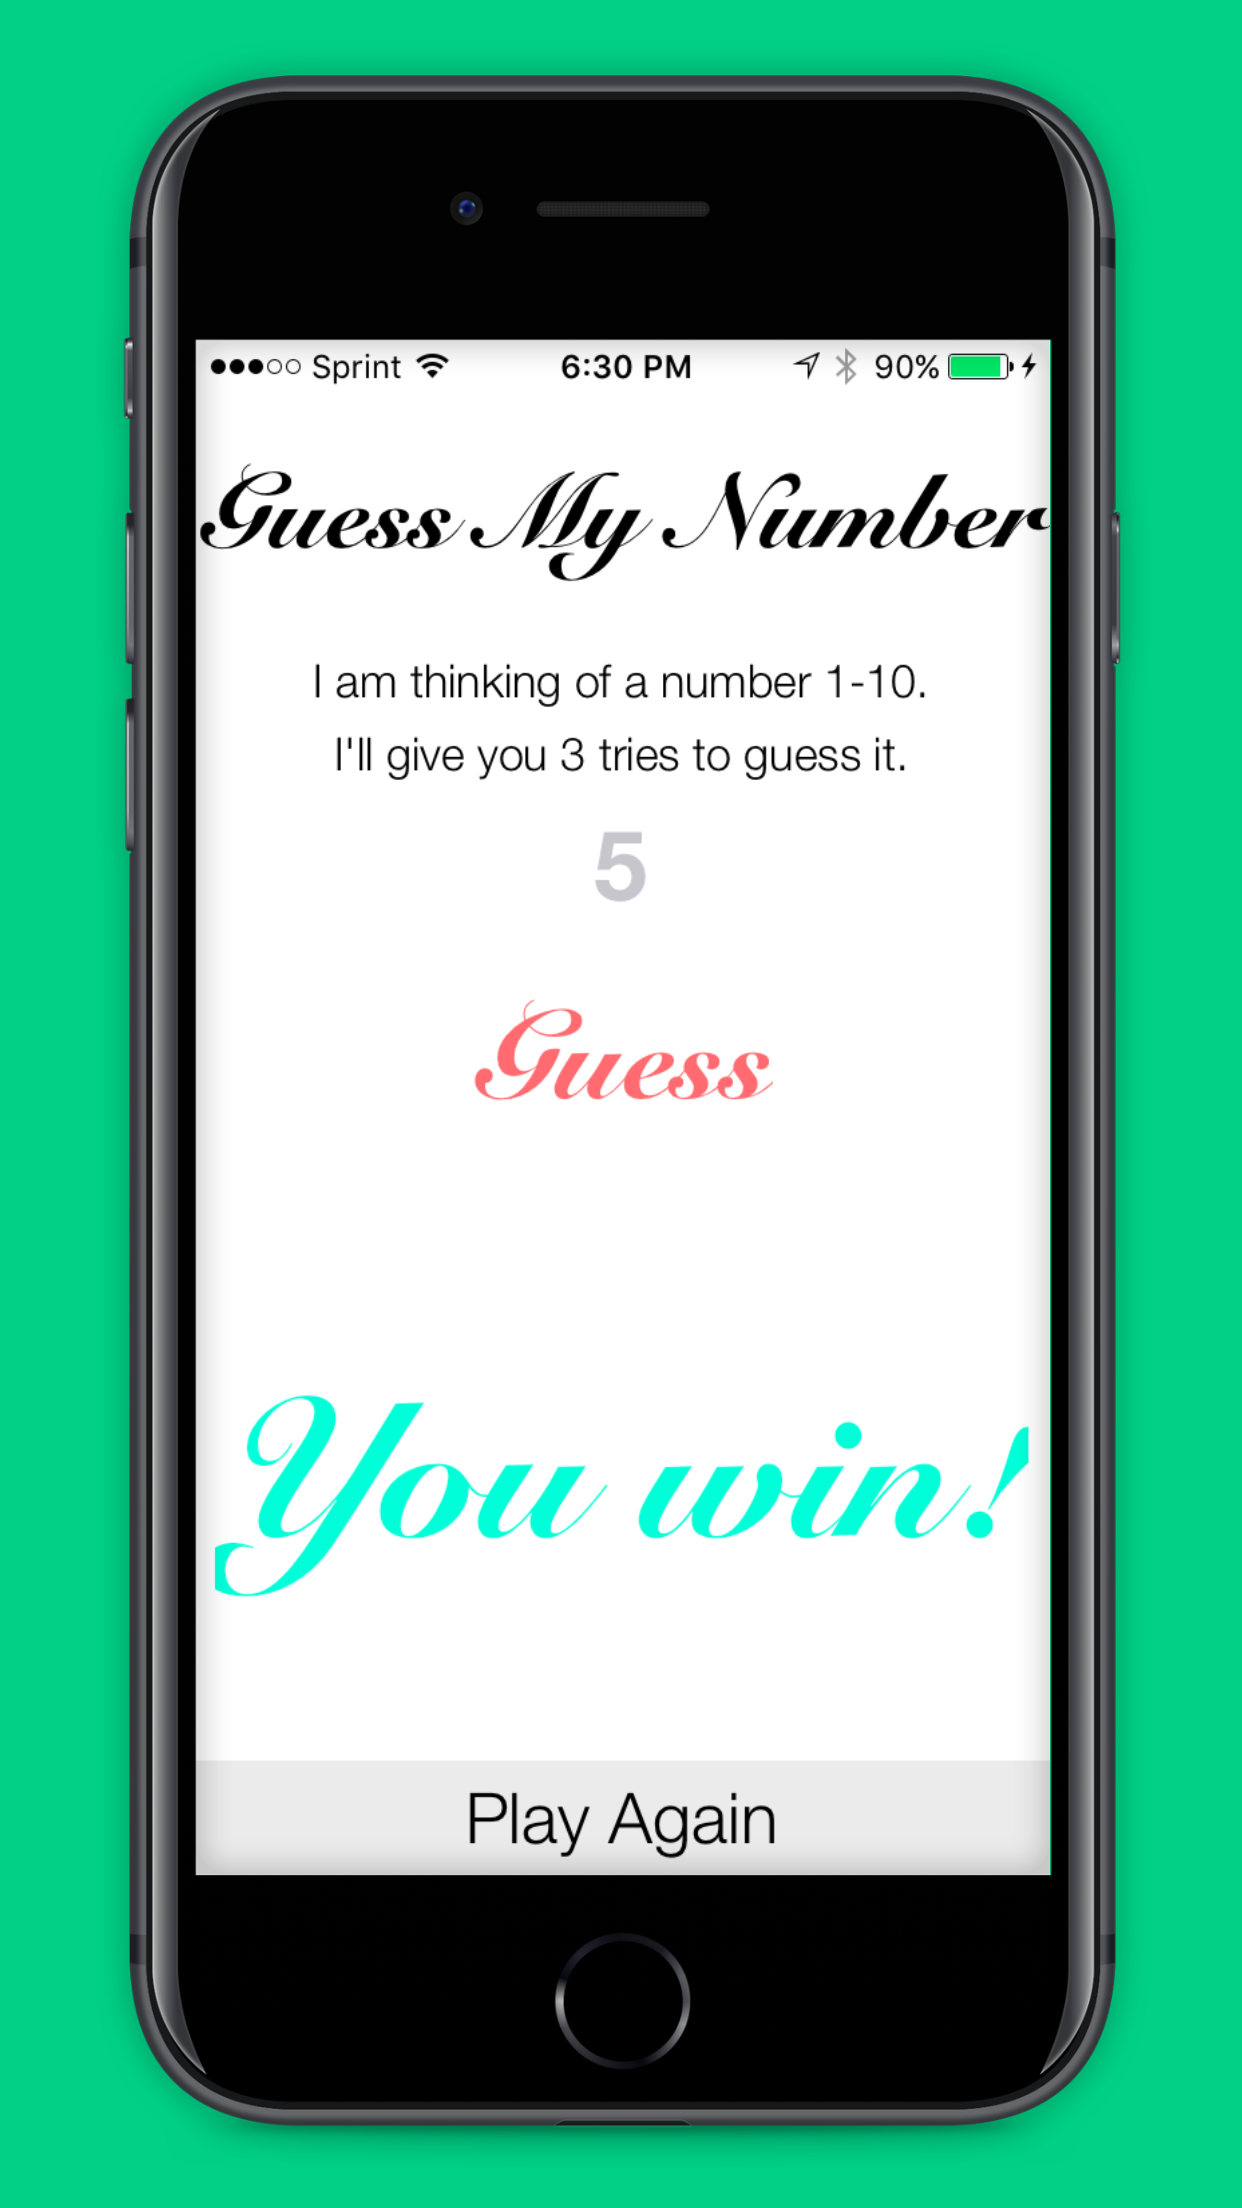 Sprint 6:30 PM 90%
Guess My Number
I am thinking of a number 1-10.
I'll give you 3 tries to guess it.
5
Guess
You win!
Play Again